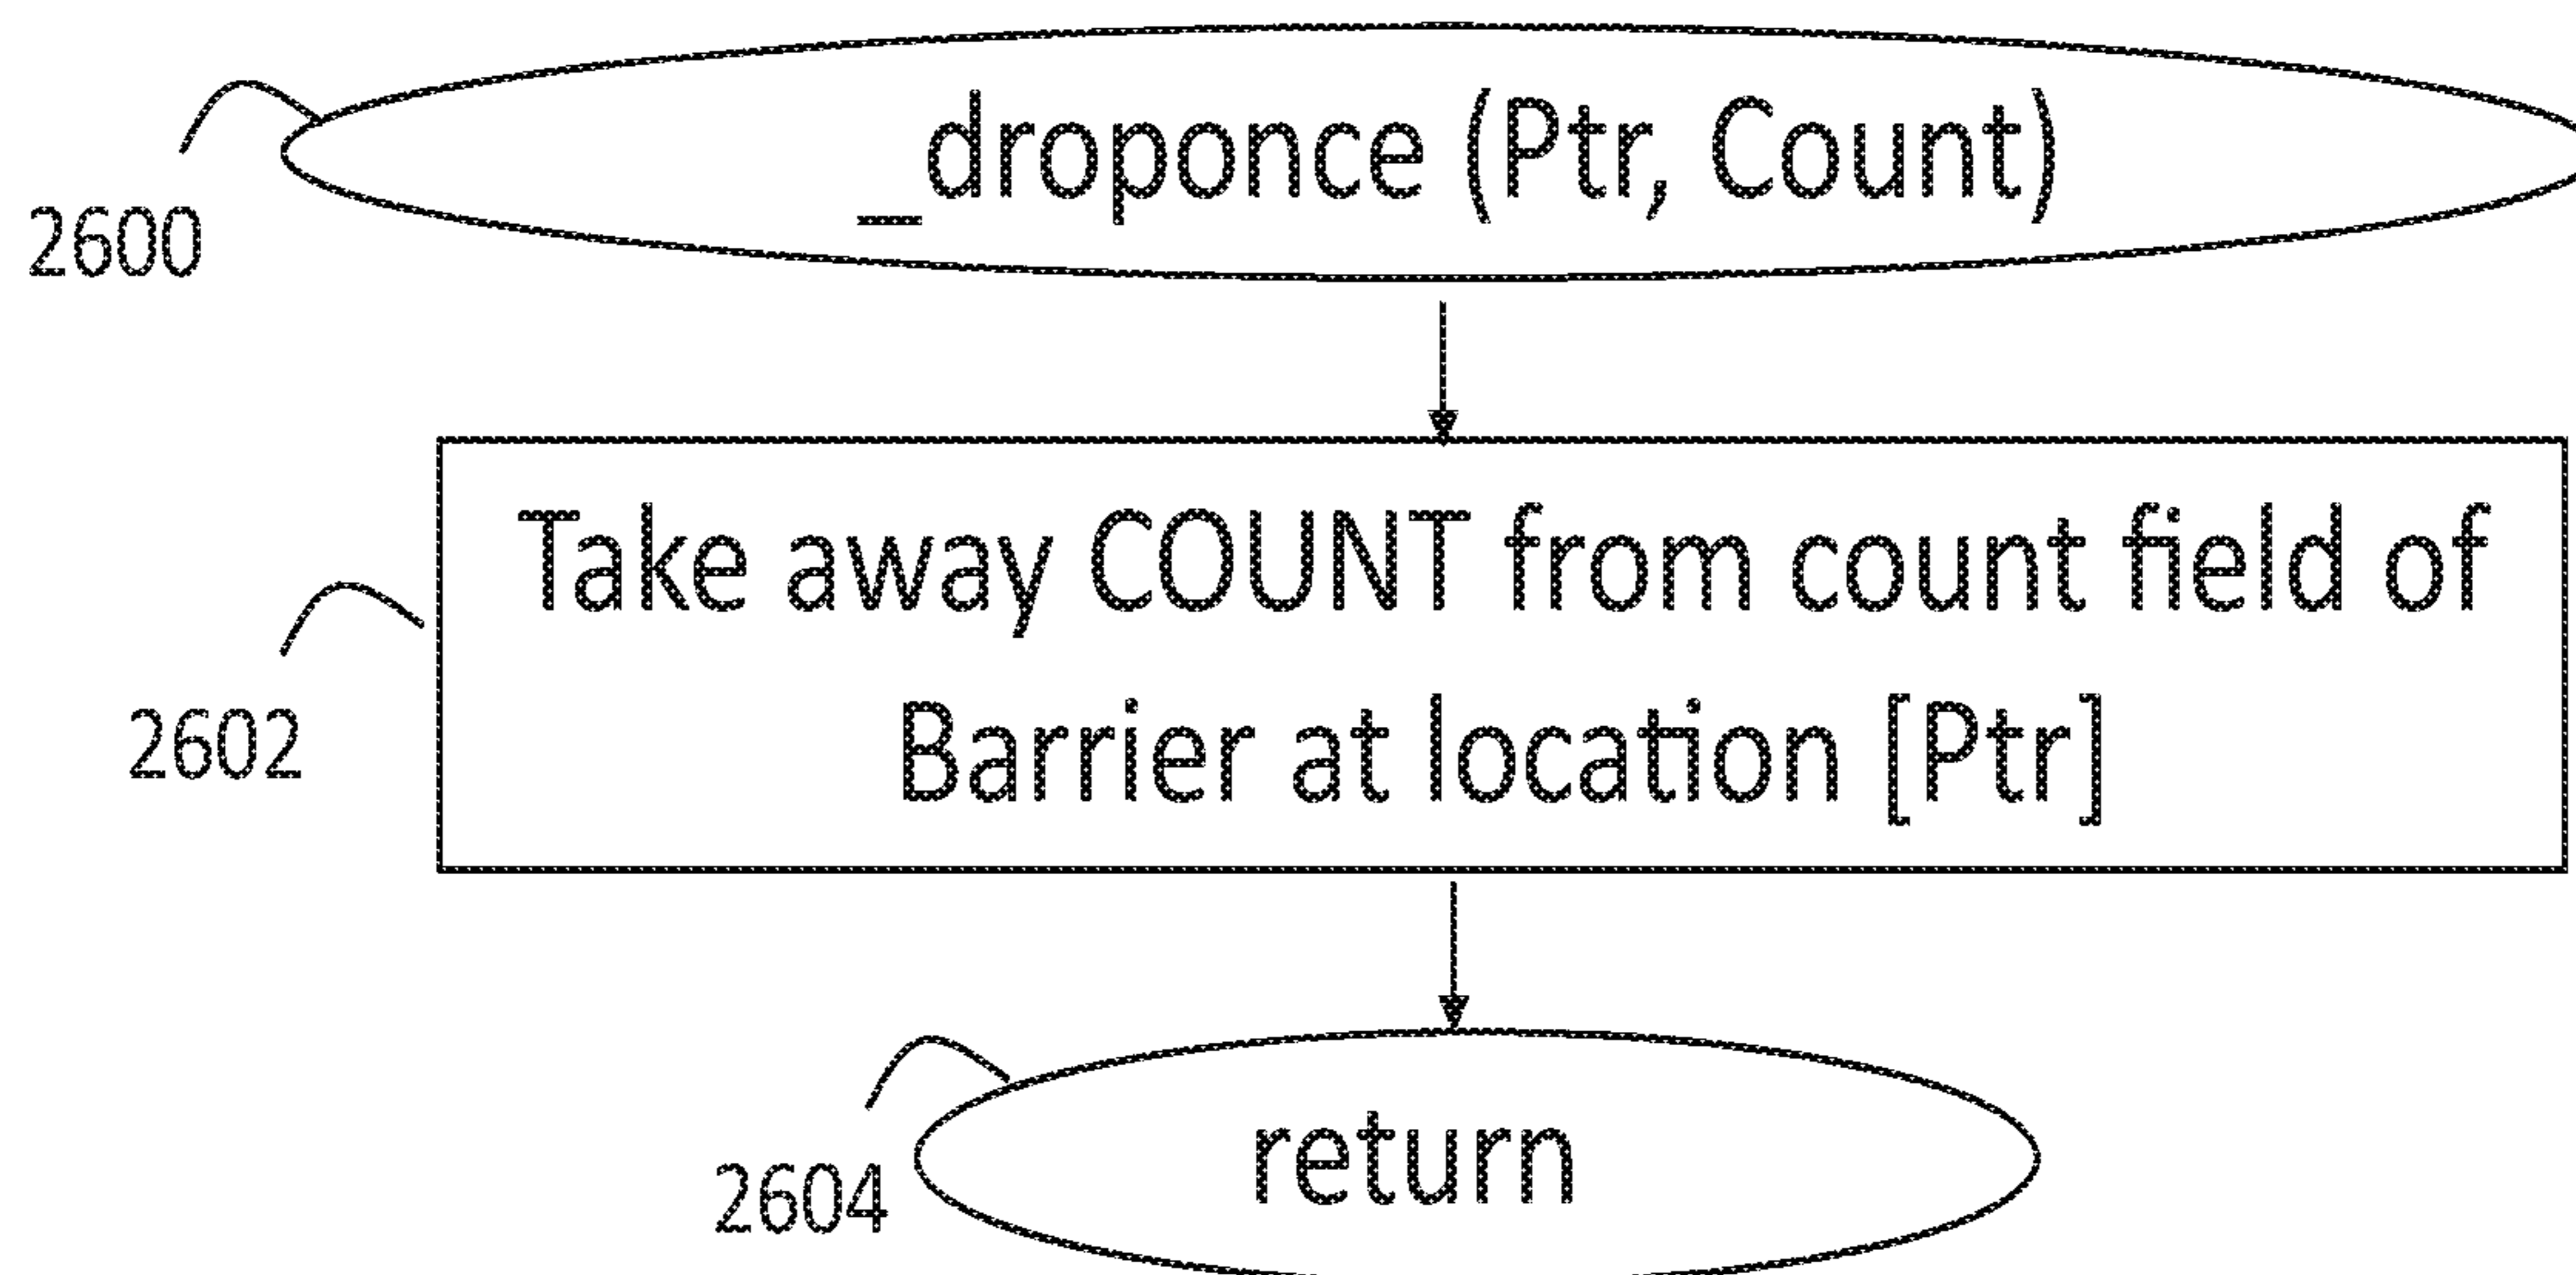 _droponce (Ptr, Count)
2600
Take away COUNT from count field of
Barrier at location [Ptr]
2602
return
2604